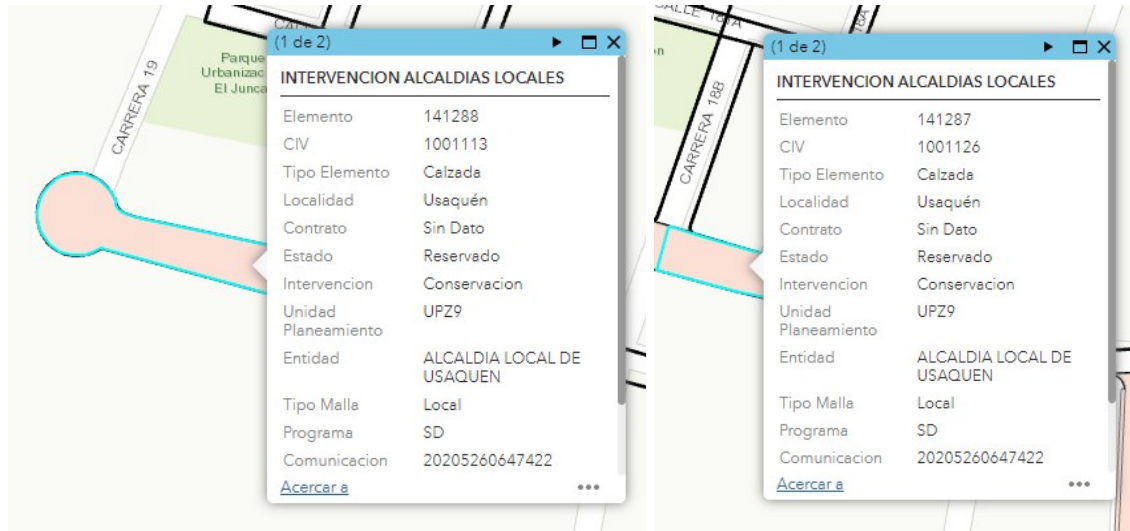 (1 de 2)
INTERVENCION ALCALDIAS LOCALES
Elemento 141288
CIV 1001113
Tipo Elemento Calzada
Localidad Usaquén
Contrato Sin Dato
Estado Reservado
Intervencion Conservacion
Unidad Planeamiento UPZ9
Entidad ALCALDIA LOCAL DE
USAQUEN
Tipo Malla Local
Programa SD
Comunicacion 20205260647422
Acercar a
Parque
Urbanizac
El Junca
CARRERA 19
(1 de 2)
INTERVENCION ALCALDIAS LOCALES
Elemento 141287
CIV 1001126
Tipo Elemento Calzada
Localidad Usaquén
Contrato Sin Dato
Estado Reservado
Intervencion Conservacion
Unidad Planeamiento UPZ9
Entidad ALCALDIA LOCAL DE
USAQUEN
Tipo Malla Local
Programa SD
Comunicacion 20205260647422
Acercar a
CARRERA 18B